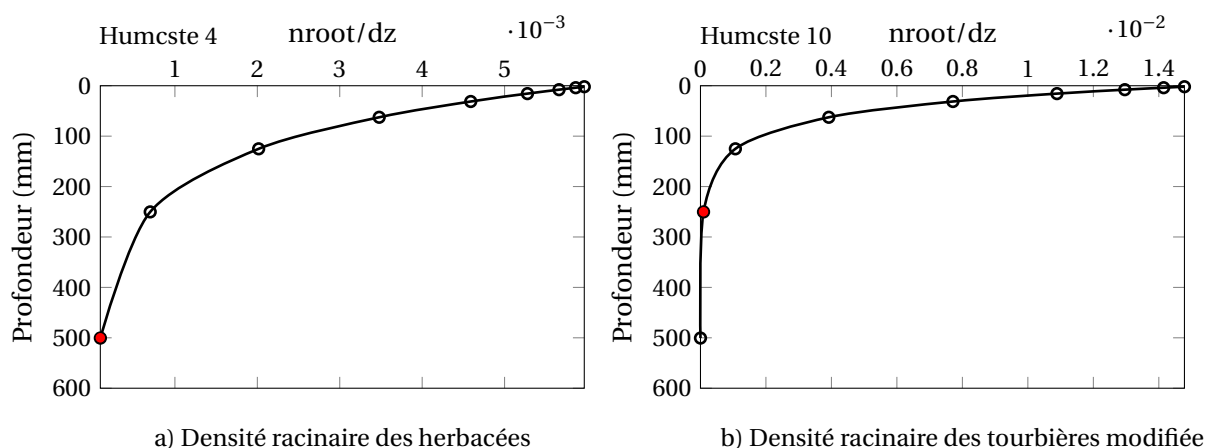 Humcste 4 nroot/dz ·10⁻³
1 2 3 4 5
0
100
200
300
400
500
600
Profondeur (mm)
a) Densité racinaire des herbacées
Humcste 10 nroot/dz ·10⁻²
0 0.2 0.4 0.6 0.8 1 1.2 1.4
0
100
200
300
400
500
600
Profondeur (mm)
b) Densité racinaire des tourbières modifiée